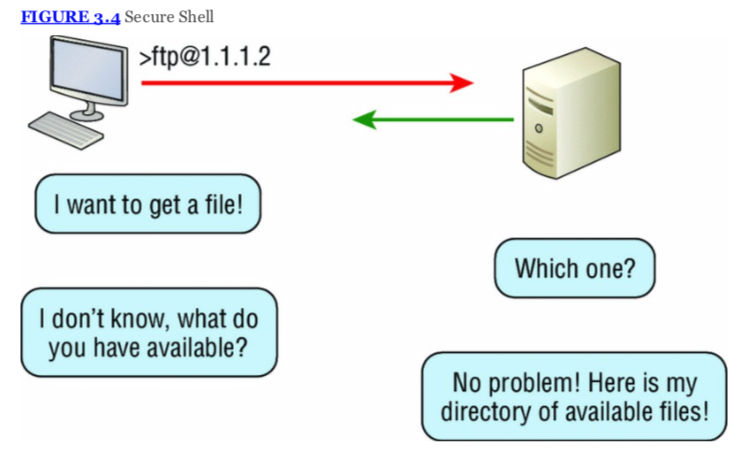 FIGURE 3.4 Secure Shell
>ftp@1.1.1.2
I want to get a file!
Which one?
I don't know, what do
you have available?
No problem! Here is my
directory of available files!